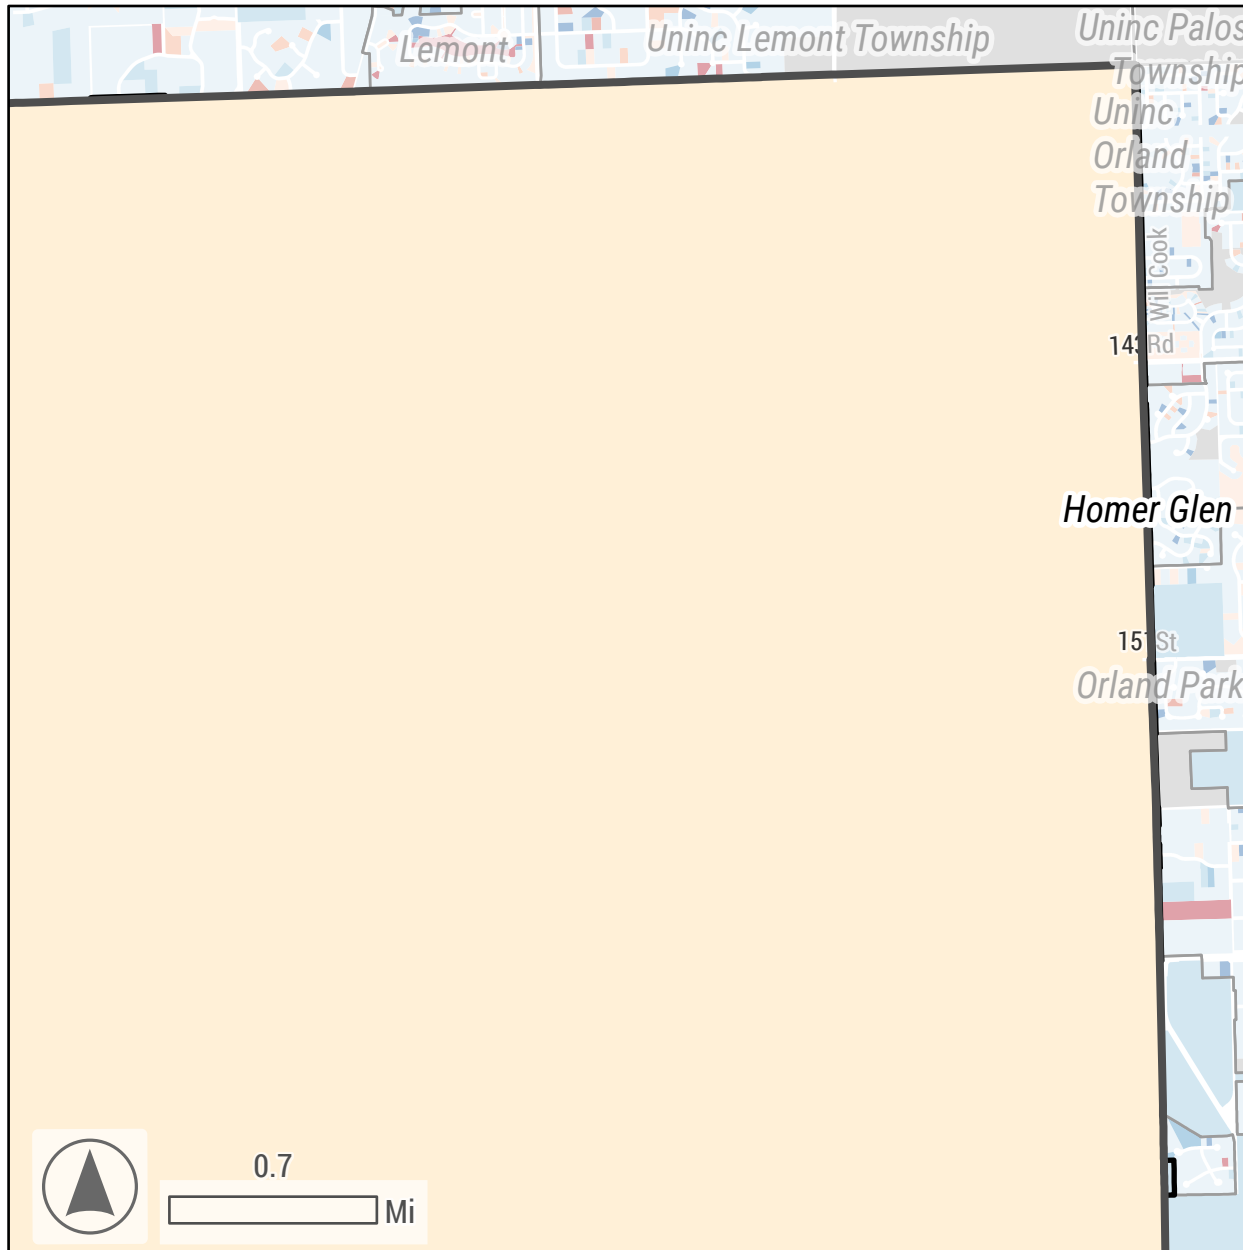 Lemont
Uninc Lemont Township
Uninc Palos
Township
Uninc
Orland
Township
Will Cook
Rd
143
Homer Glen
151 St
Orland Park
0.7
Mi